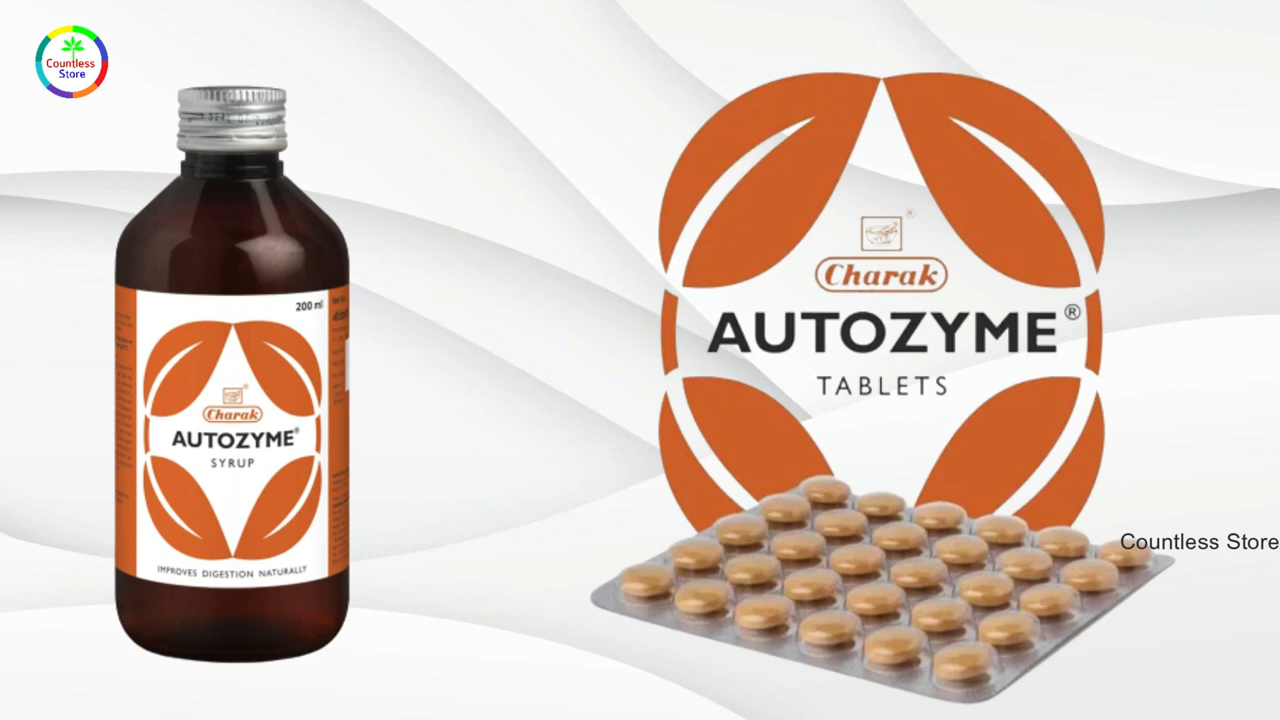 Countless
Store
200 ml
Charak
AUTOZYME®
SYRUP
IMPROVES DIGESTION NATURALLY
®
Charak
AUTOZYME®
TABLETS
Countless Store